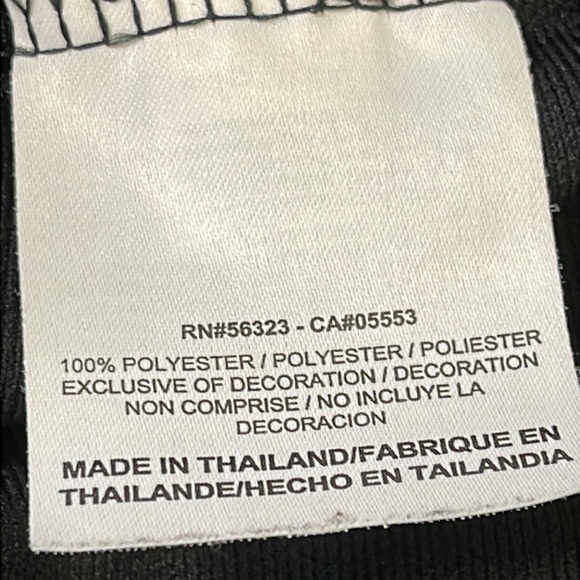 RN#56323 - CA#05553
100% POLYESTER / POLYESTER / POLIESTER
EXCLUSIVE OF DECORATION / DECORATION
NON COMPRISE / NO INCLUYE LA
DECORACION
MADE IN THAILAND/FABRIQUE EN
THAILANDE/HECHO EN TAILANDIA